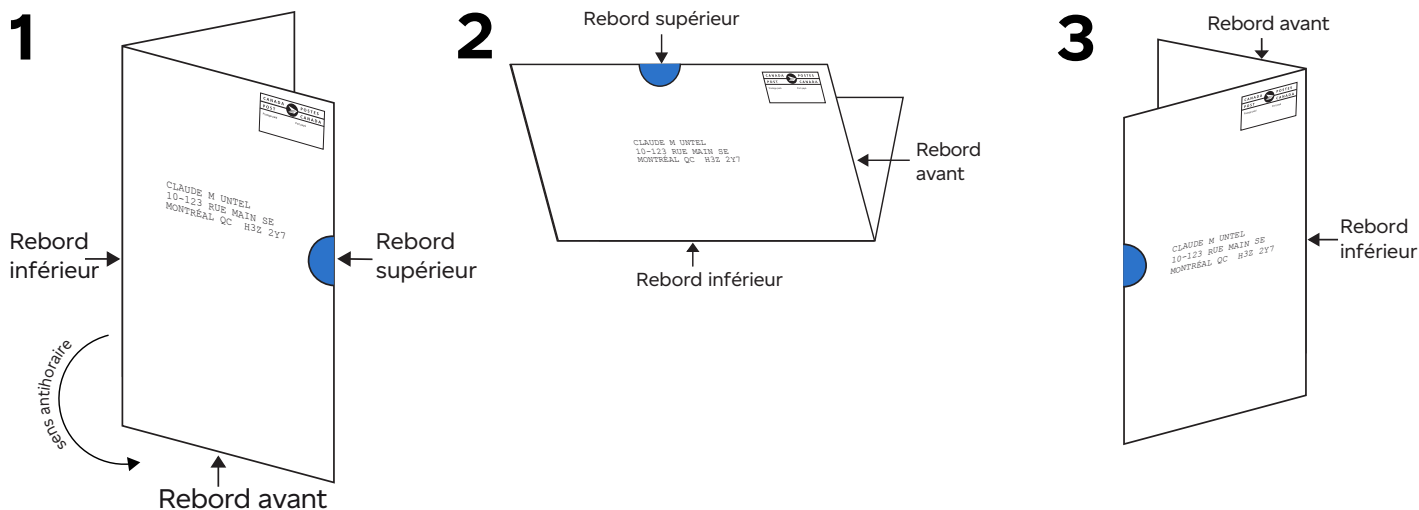 1
CANADA POSTES
POST CANADA
CLAUDE M UNTEL
10-123 RUE MAIN SE
MONTRÉAL QC H3Z 2Y7
Rebord
inférieur
Rebord
supérieur
sens antihoraire
Rebord avant
2
Rebord supérieur
CANADA POSTES
POST CANADA
CLAUDE M UNTEL
10-123 RUE MAIN SE
MONTRÉAL QC H3Z 2Y7
Rebord
avant
Rebord inférieur
3
Rebord avant
CANADA POSTES
POST CANADA
CLAUDE M UNTEL
10-123 RUE MAIN SE
MONTRÉAL QC H3Z 2Y7
Rebord
inférieur